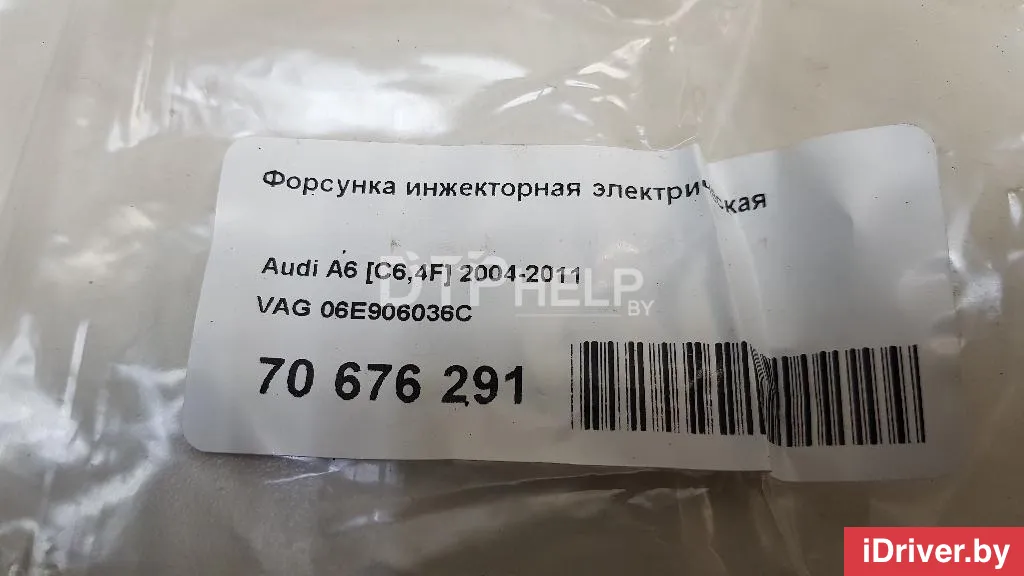 Форсунка инжекторная электрическая
Audi A6 [C6,4F] 2004-2011
DTPHELP.BY
VAG 06E906036C
70 676 291
iDriver.by